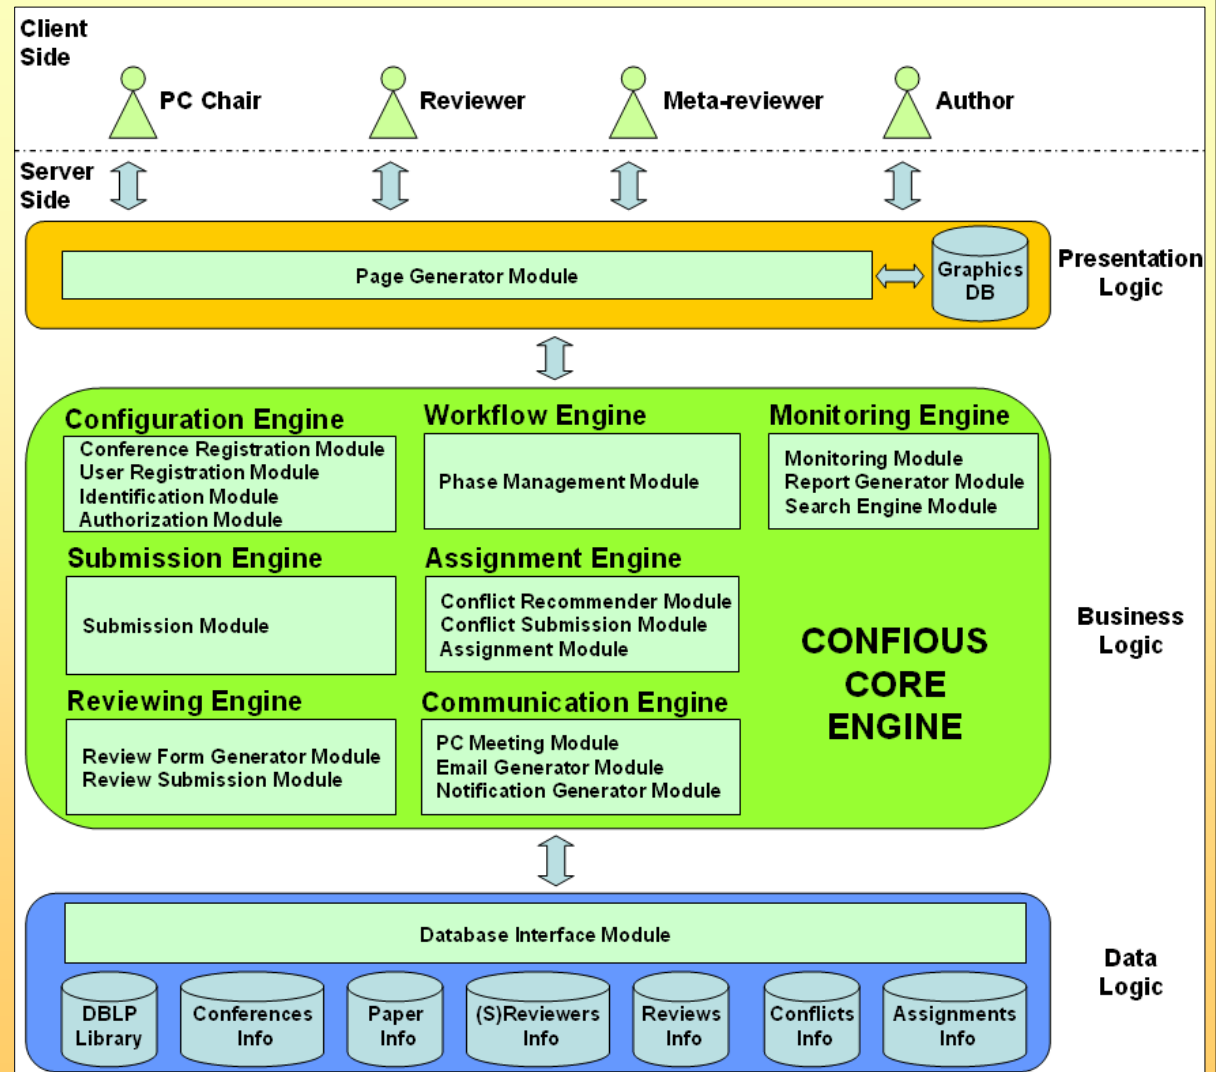 Client
Side
PC Chair
Reviewer
Meta-reviewer
Author
Server
Side
Page Generator Module
Graphics
DB
Presentation
Logic
Configuration Engine
Conference Registration Module
User Registration Module
Identification Module
Authorization Module
Workflow Engine
Phase Management Module
Monitoring Engine
Monitoring Module
Report Generator Module
Search Engine Module
Submission Engine
Submission Module
Assignment Engine
Conflict Recommender Module
Conflict Submission Module
Assignment Module
CONFIOUS
CORE
ENGINE
Business
Logic
Reviewing Engine
Review Form Generator Module
Review Submission Module
Communication Engine
PC Meeting Module
Email Generator Module
Notification Generator Module
Database Interface Module
Data
Logic
DBLP
Library
Conferences
Info
Paper
Info
(S)Reviewers
Info
Reviews
Info
Conflicts
Info
Assignments
Info